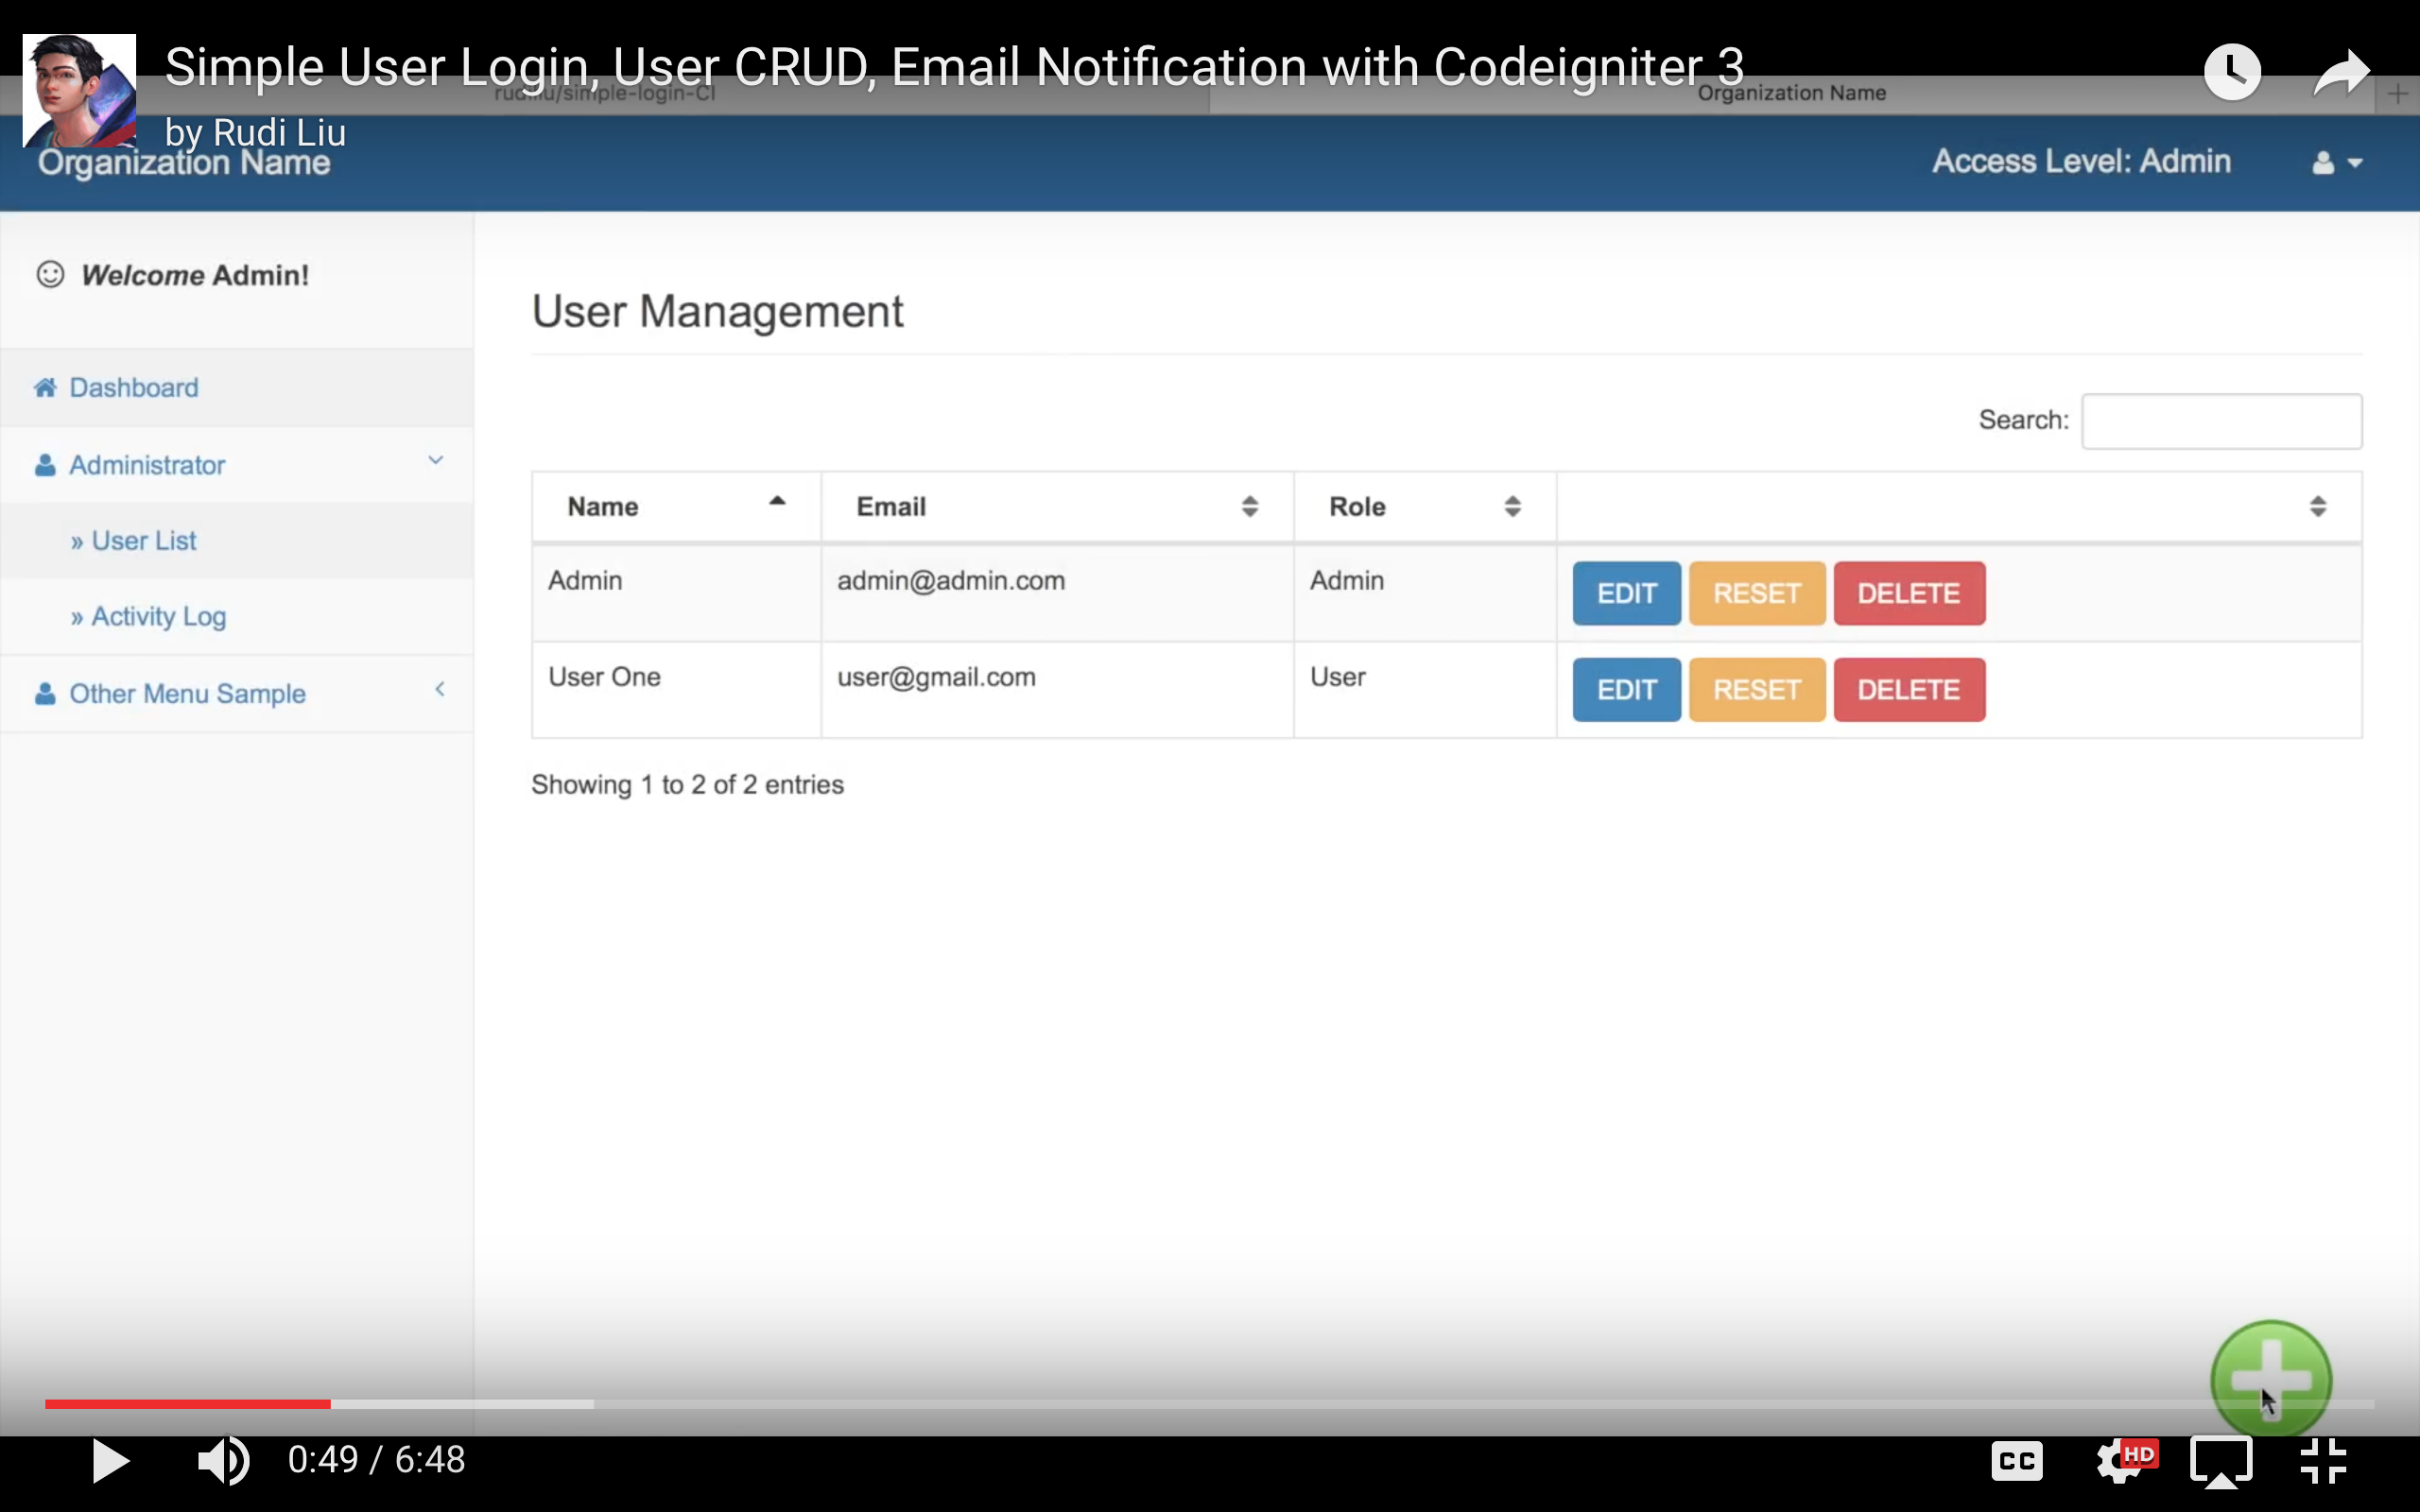 Simple User Login, User CRUD, Email Notification with Codeigniter 3
by Rudi Liu
rudiliu/simple-login-CI
Organization Name
Organization Name
Access Level: Admin
Welcome Admin!
Dashboard
Administrator
» User List
» Activity Log
Other Menu Sample
User Management
Search:
Name Email Role
Admin admin@admin.com Admin EDIT RESET DELETE
User One user@gmail.com User EDIT RESET DELETE
Showing 1 to 2 of 2 entries
0:49 / 6:48
CC HD